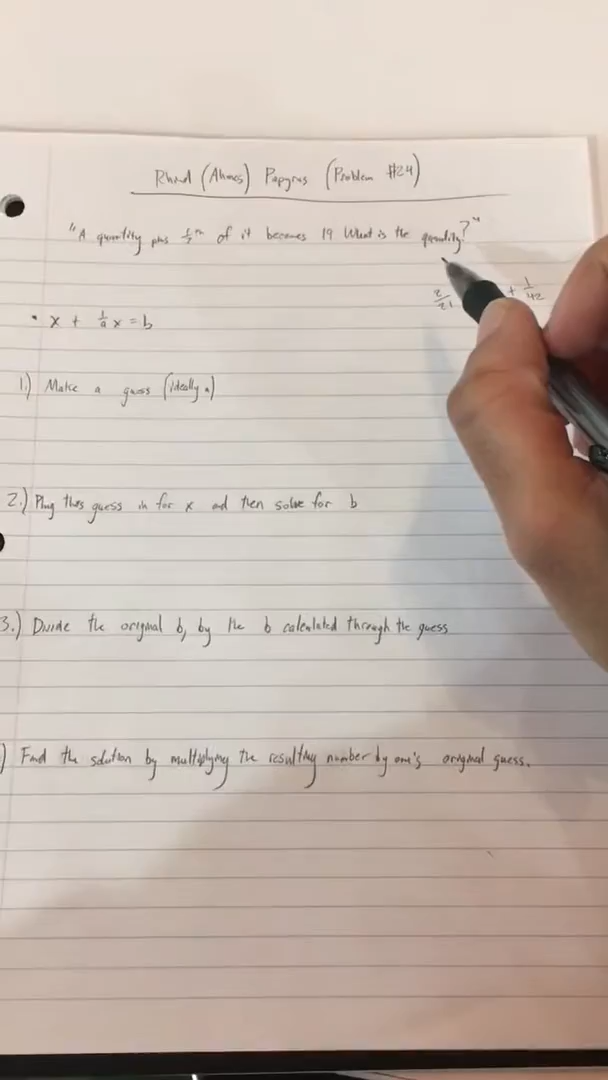 Rhind (Ahmes) Papyrus (Problem #24)
"A quantity plus 1/7th of it becomes 19 What is the quantity?"
2/21 + 1/42
• x + 1/a x = b
1.) Make a guess (ideally a)
2.) Plug this guess in for x and then solve for b
3.) Divide the original b, by the b calculated through the guess
) Find the solution by multiplying the resulting number by one's original guess.